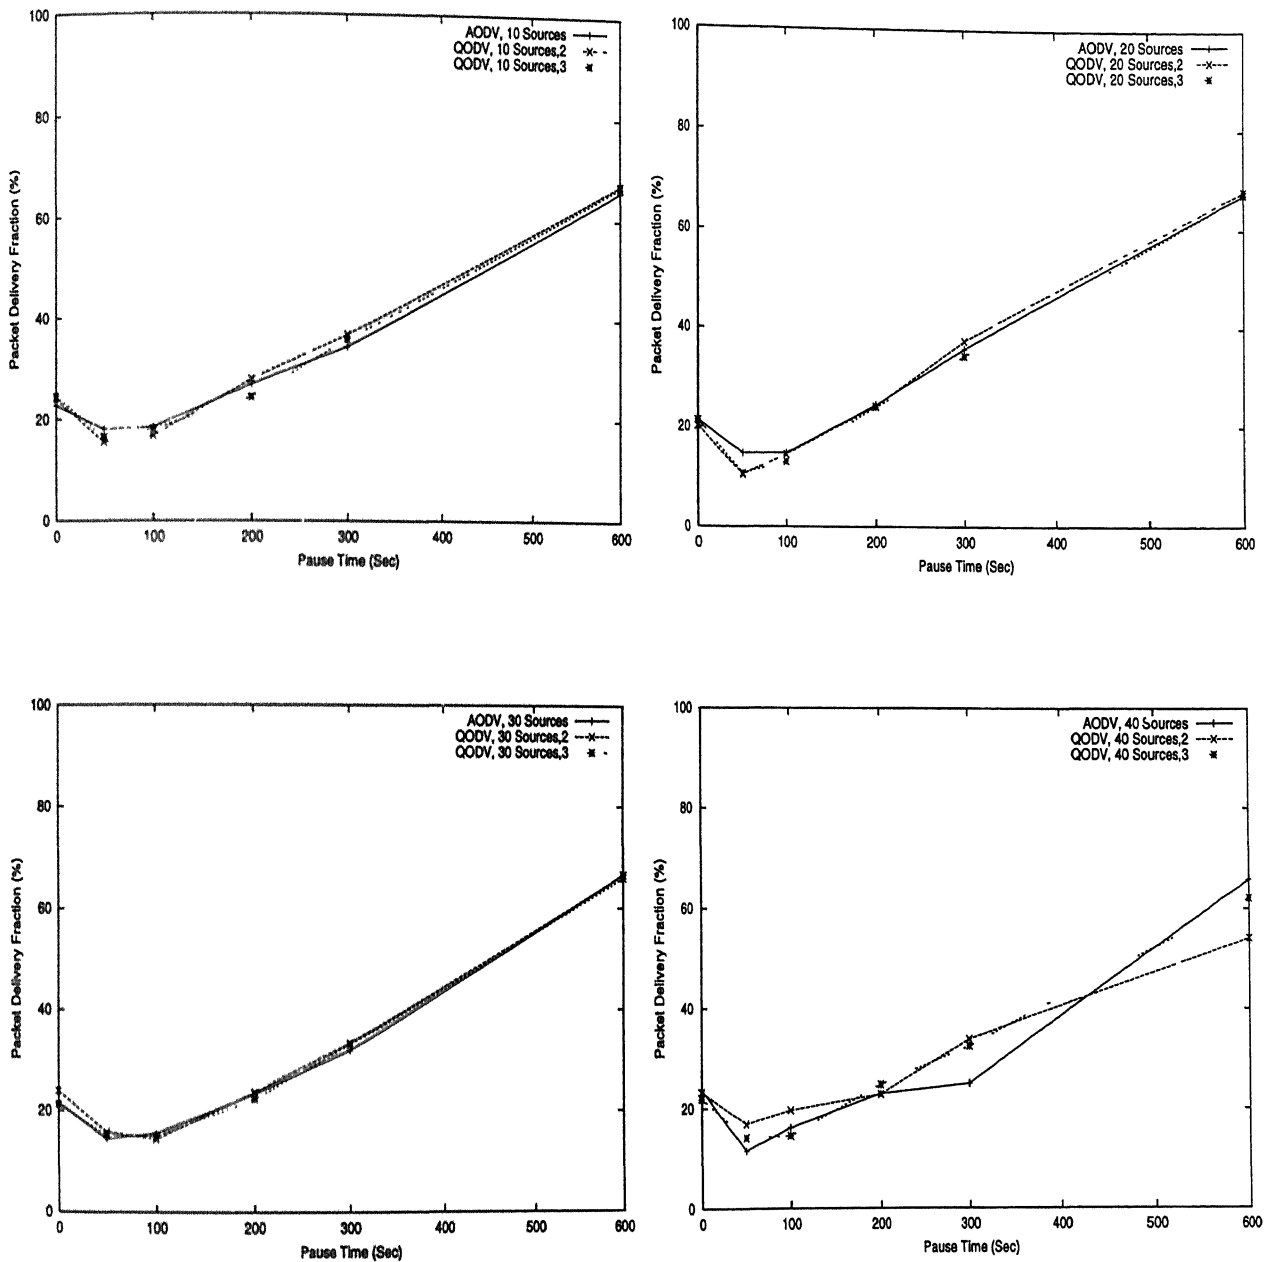 100
80
60
40
20
0
Packet Delivery Fraction (%)
AODV, 10 Sources
QODV, 10 Sources,2
QODV, 10 Sources,3
0 100 200 300 400 500 600
Pause Time (Sec)
100
80
60
40
20
0
Packet Delivery Fraction (%)
AODV, 20 Sources
QODV, 20 Sources,2
QODV, 20 Sources,3
0 100 200 300 400 500 600
Pause Time (Sec)
100
80
60
40
20
0
Packet Delivery Fraction (%)
AODV, 30 Sources
QODV, 30 Sources,2
QODV, 30 Sources,3
0 100 200 300 400 500 600
Pause Time (Sec)
100
80
60
40
20
0
Packet Delivery Fraction (%)
AODV, 40 Sources
QODV, 40 Sources,2
QODV, 40 Sources,3
0 100 200 300 400 500 600
Pause Time (Sec)